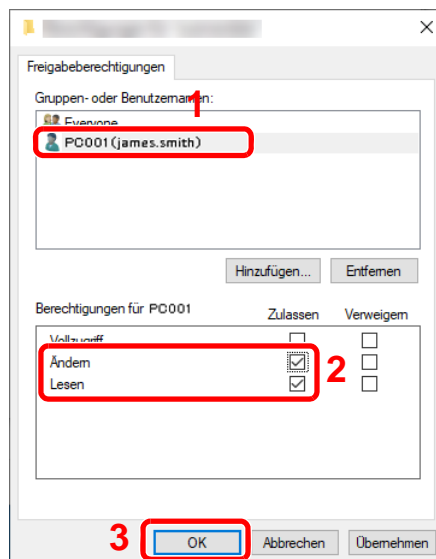 Freigabeberechtigungen
Gruppen- oder Benutzernamen:
1
Everyone
PC001(james.smith)
Hinzufügen... Entfernen
Berechtigungen für PC001 Zulassen Verweigern
Vollzugriff
Ändern
Lesen
2
3
OK Abbrechen Übernehmen